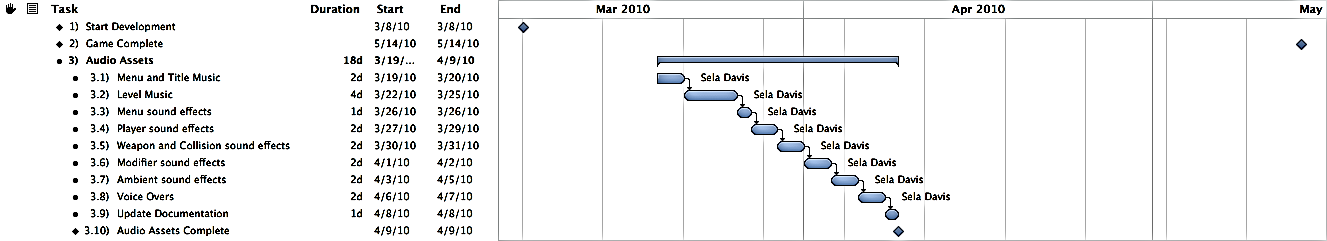 Task Duration Start End Mar 2010 Apr 2010 May
1) Start Development 3/8/10 3/8/10
2) Game Complete 5/14/10 5/14/10
3) Audio Assets 18d 3/19/... 4/9/10
3.1) Menu and Title Music 2d 3/19/10 3/20/10 Sela Davis
3.2) Level Music 4d 3/22/10 3/25/10 Sela Davis
3.3) Menu sound effects 1d 3/26/10 3/26/10 Sela Davis
3.4) Player sound effects 2d 3/27/10 3/29/10 Sela Davis
3.5) Weapon and Collision sound effects 2d 3/30/10 3/31/10 Sela Davis
3.6) Modifier sound effects 2d 4/1/10 4/2/10 Sela Davis
3.7) Ambient sound effects 2d 4/3/10 4/5/10 Sela Davis
3.8) Voice Overs 2d 4/6/10 4/7/10 Sela Davis
3.9) Update Documentation 1d 4/8/10 4/8/10
3.10) Audio Assets Complete 4/9/10 4/9/10